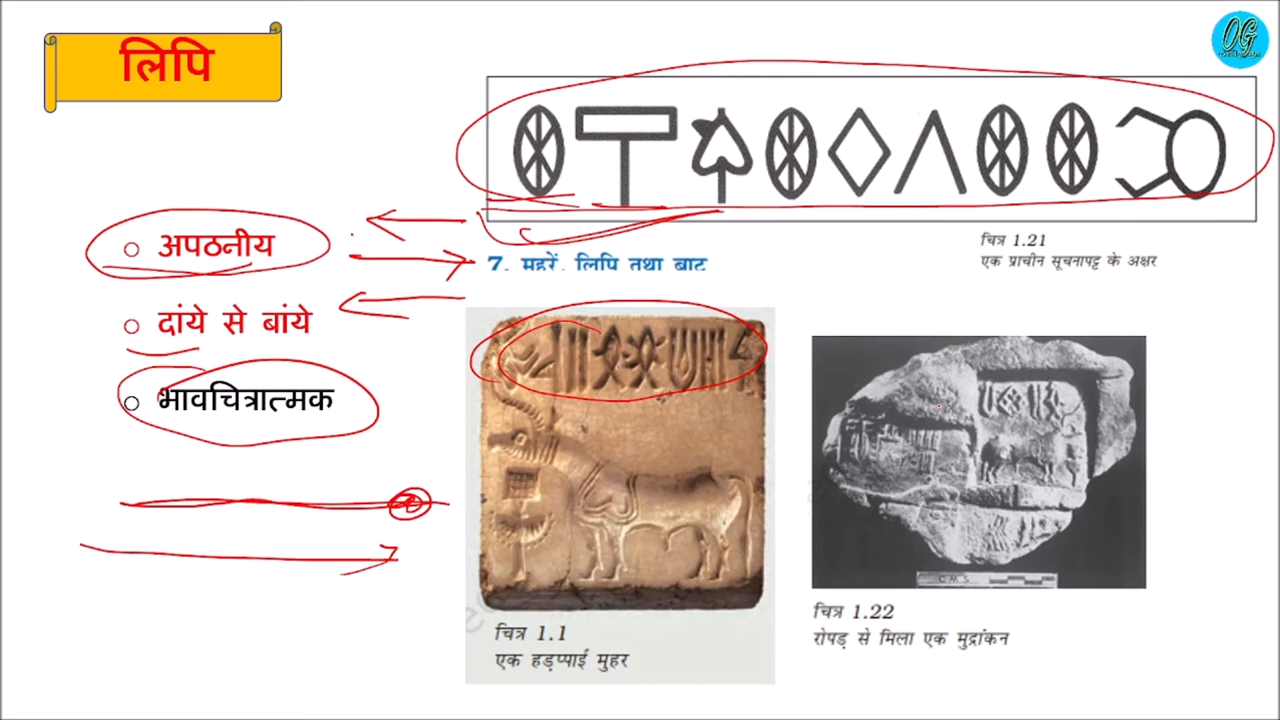 लिपि
OG
अपठनीय
दांये से बांये
भावचित्रात्मक
चित्र 1.21
एक प्राचीन सूचनापट्ट के अक्षर
7. मुहरें, लिपि तथा बाट
चित्र 1.1
एक हड़प्पाई मुहर
C M S
चित्र 1.22
रोपड़ से मिला एक मुद्रांकन